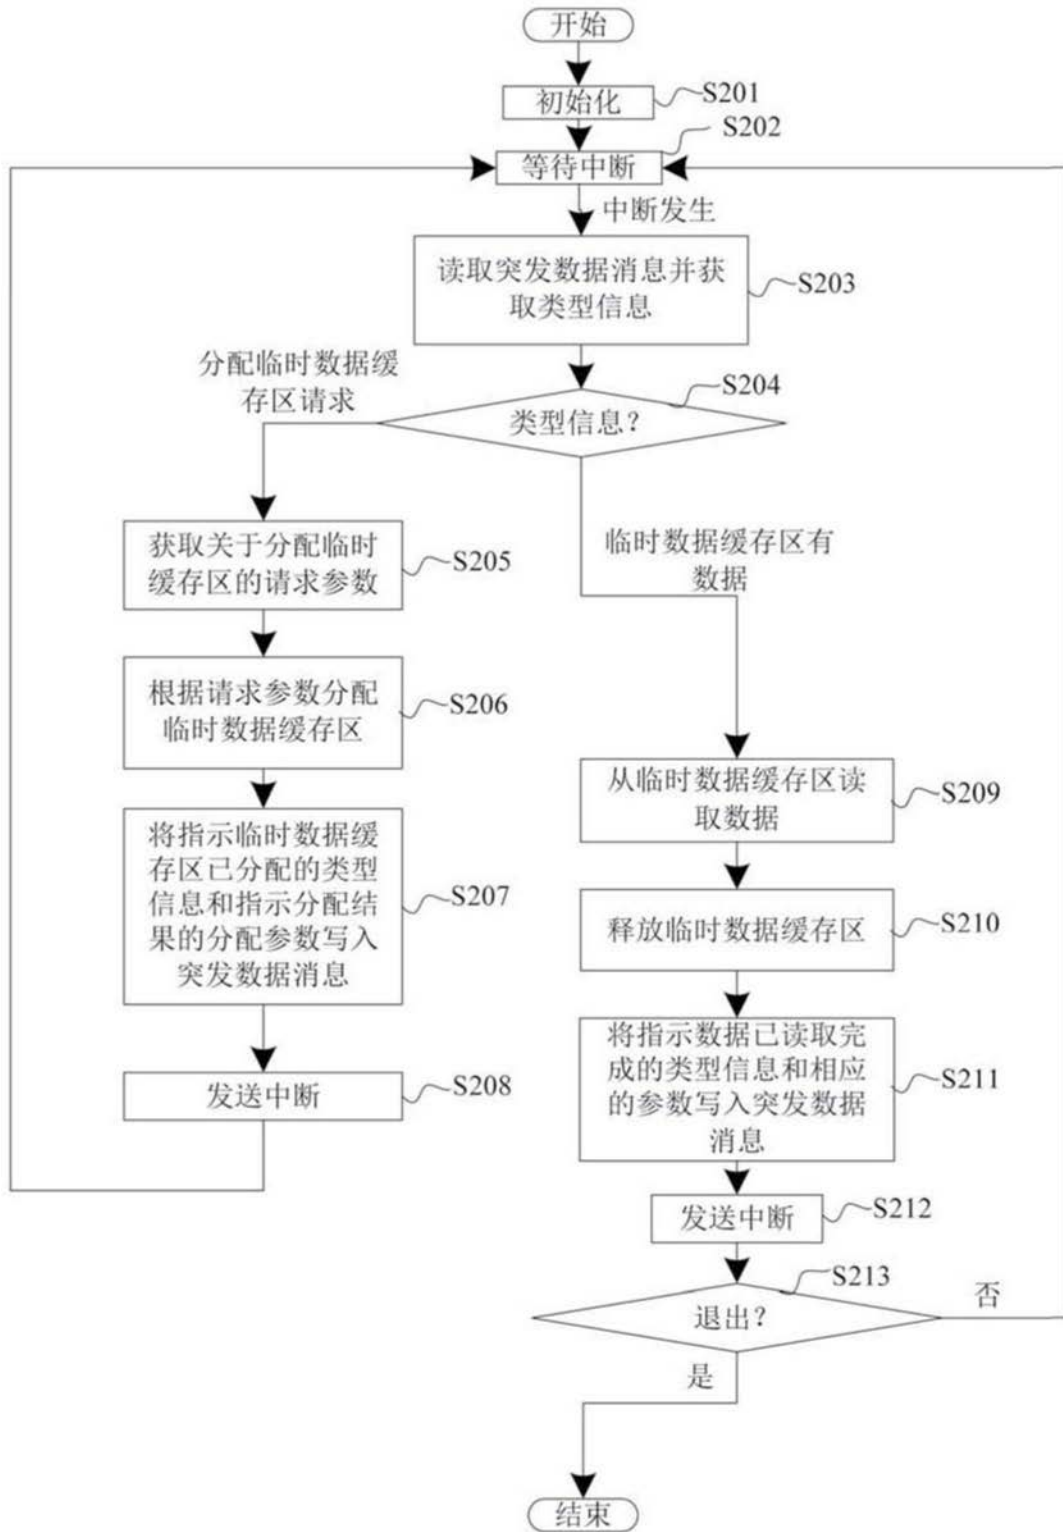 开始
初始化
S201
S202
等待中断
中断发生
读取突发数据消息并获
取类型信息
S203
分配临时数据缓
存区请求
S204
类型信息?
获取关于分配临时
缓存区的请求参数
S205
临时数据缓存区有
数据
根据请求参数分配
临时数据缓存区
S206
从临时数据缓存区读
取数据
S209
将指示临时数据缓
存区已分配的类型
信息和指示分配结
果的分配参数写入
突发数据消息
S207
释放临时数据缓存区
S210
将指示数据已读取完
成的类型信息和相应
的参数写入突发数据
消息
S211
发送中断
S208
发送中断
S212
S213
退出?
否
是
结束